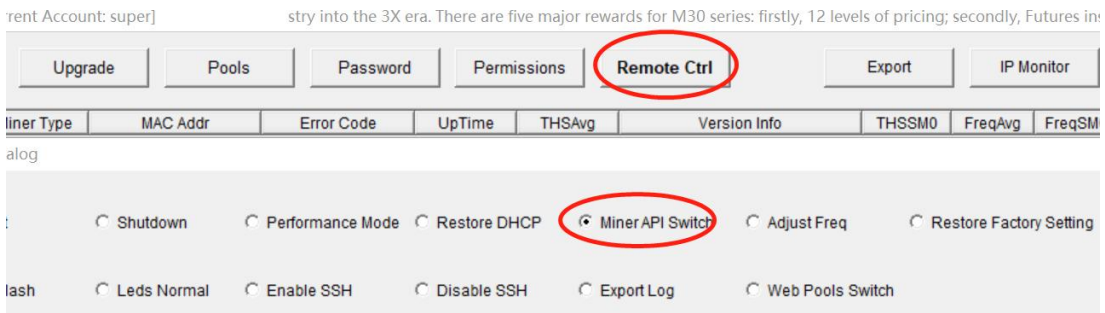 rrent Account: super] stry into the 3X era. There are five major rewards for M30 series: firstly, 12 levels of pricing; secondly, Futures ins
Upgrade Pools Password Permissions Remote Ctrl Export IP Monitor
liner Type MAC Addr Error Code UpTime THSAvg Version Info THSSM0 FreqAvg FreqSM
alog
Shutdown Performance Mode Restore DHCP Miner API Switch Adjust Freq Restore Factory Setting
lash Leds Normal Enable SSH Disable SSH Export Log Web Pools Switch